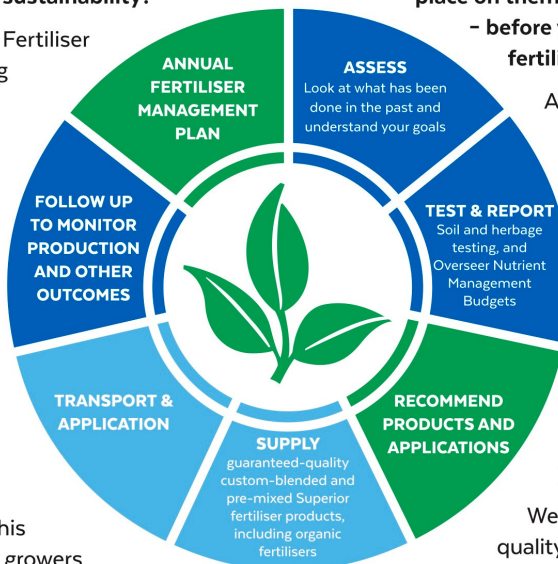 sustainability?
Fertiliser
g
place on them
– before
fertili
A
ANNUAL
FERTILISER
MANAGEMENT
PLAN
ASSESS
Look at what has been
done in the past and
understand your goals
TEST & REPORT
Soil and herbage
testing, and
Overseer Nutrient
Management
Budgets
RECOMMEND
PRODUCTS AND
APPLICATIONS
SUPPLY
guaranteed-quality
custom-blended and
pre-mixed Superior
fertiliser products,
including organic
fertilisers
TRANSPORT &
APPLICATION
FOLLOW UP
TO MONITOR
PRODUCTION
AND OTHER
OUTCOMES
his
growers
We
quality